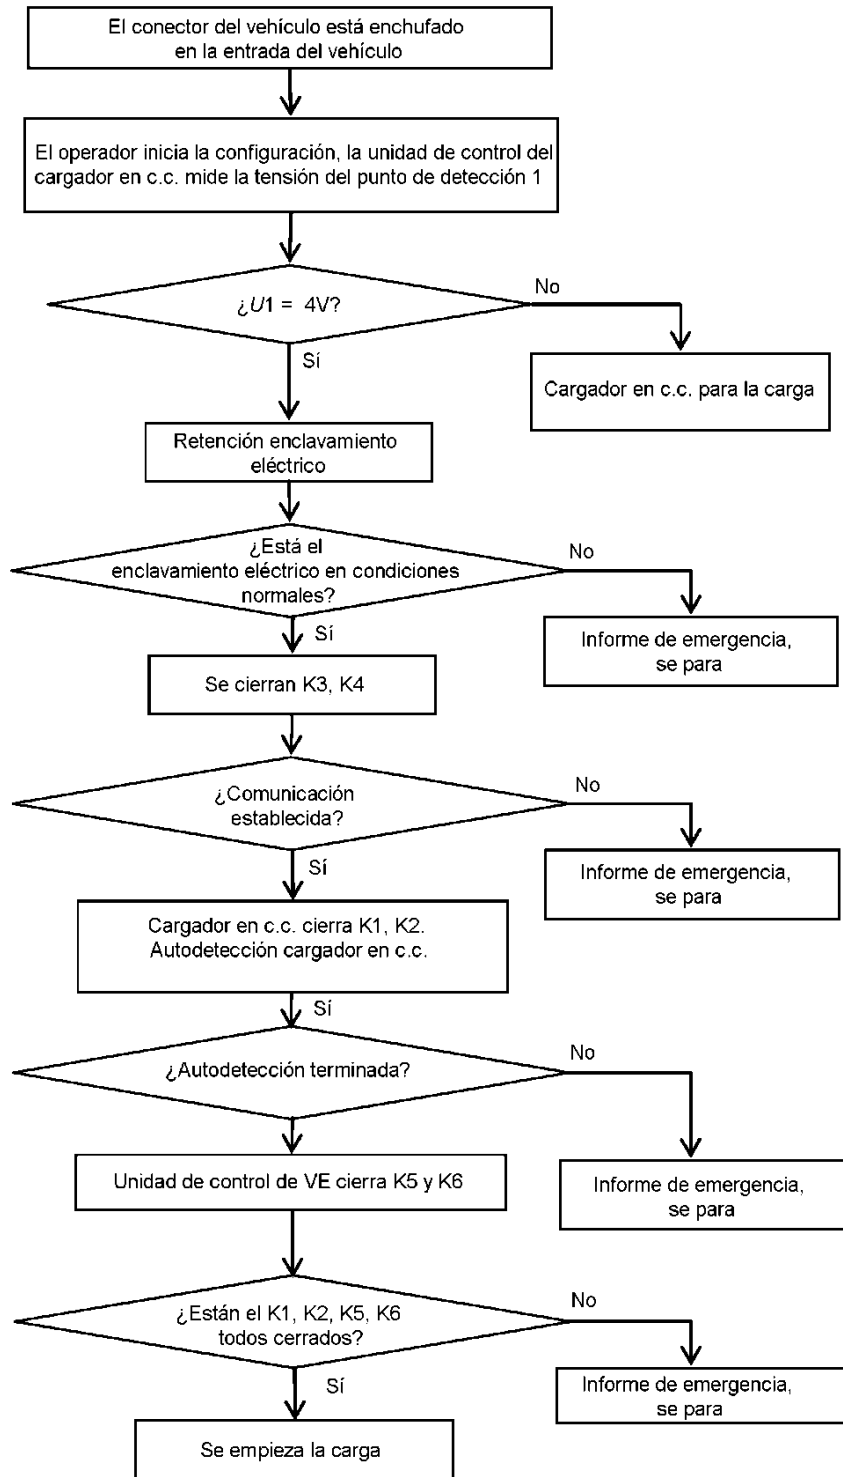 El conector del vehículo está enchufado
en la entrada del vehículo
El operador inicia la configuración, la unidad de control del
cargador en c.c. mide la tensión del punto de detección 1
¿U1 = 4V?
No
Sí
Cargador en c.c. para la carga
Retención enclavamiento
eléctrico
¿Está el
enclavamiento eléctrico en condiciones
normales?
No
Sí
Informe de emergencia,
se para
Se cierran K3, K4
¿Comunicación
establecida?
No
Sí
Informe de emergencia,
se para
Cargador en c.c. cierra K1, K2.
Autodetección cargador en c.c.
Sí
¿Autodetección terminada?
No
Informe de emergencia,
se para
Unidad de control de VE cierra K5 y K6
¿Están el K1, K2, K5, K6
todos cerrados?
No
Sí
Informe de emergencia,
se para
Se empieza la carga